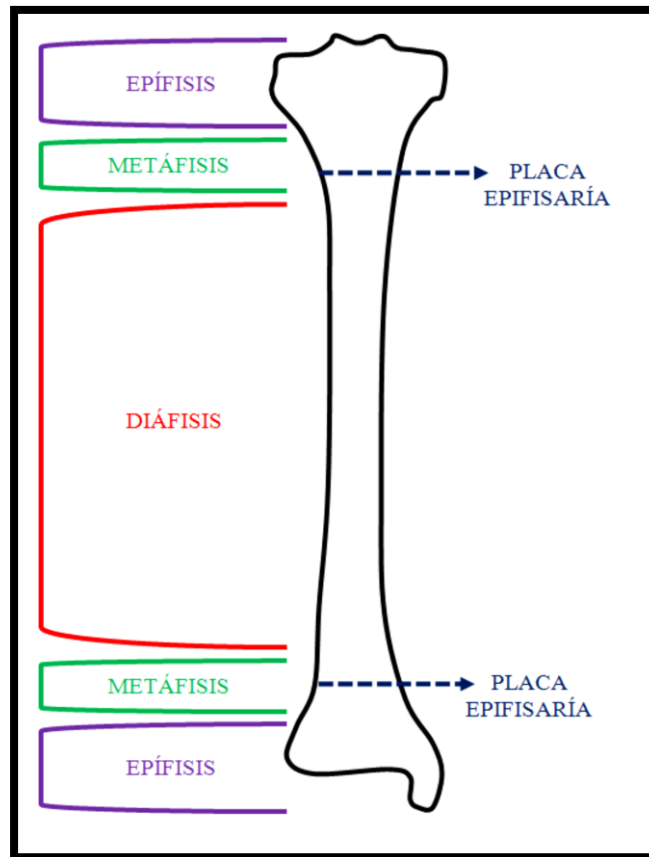 EPÍFISIS
METÁFISIS
PLACA
EPIFISARÍA
DIÁFISIS
METÁFISIS
PLACA
EPIFISARÍA
EPÍFISIS